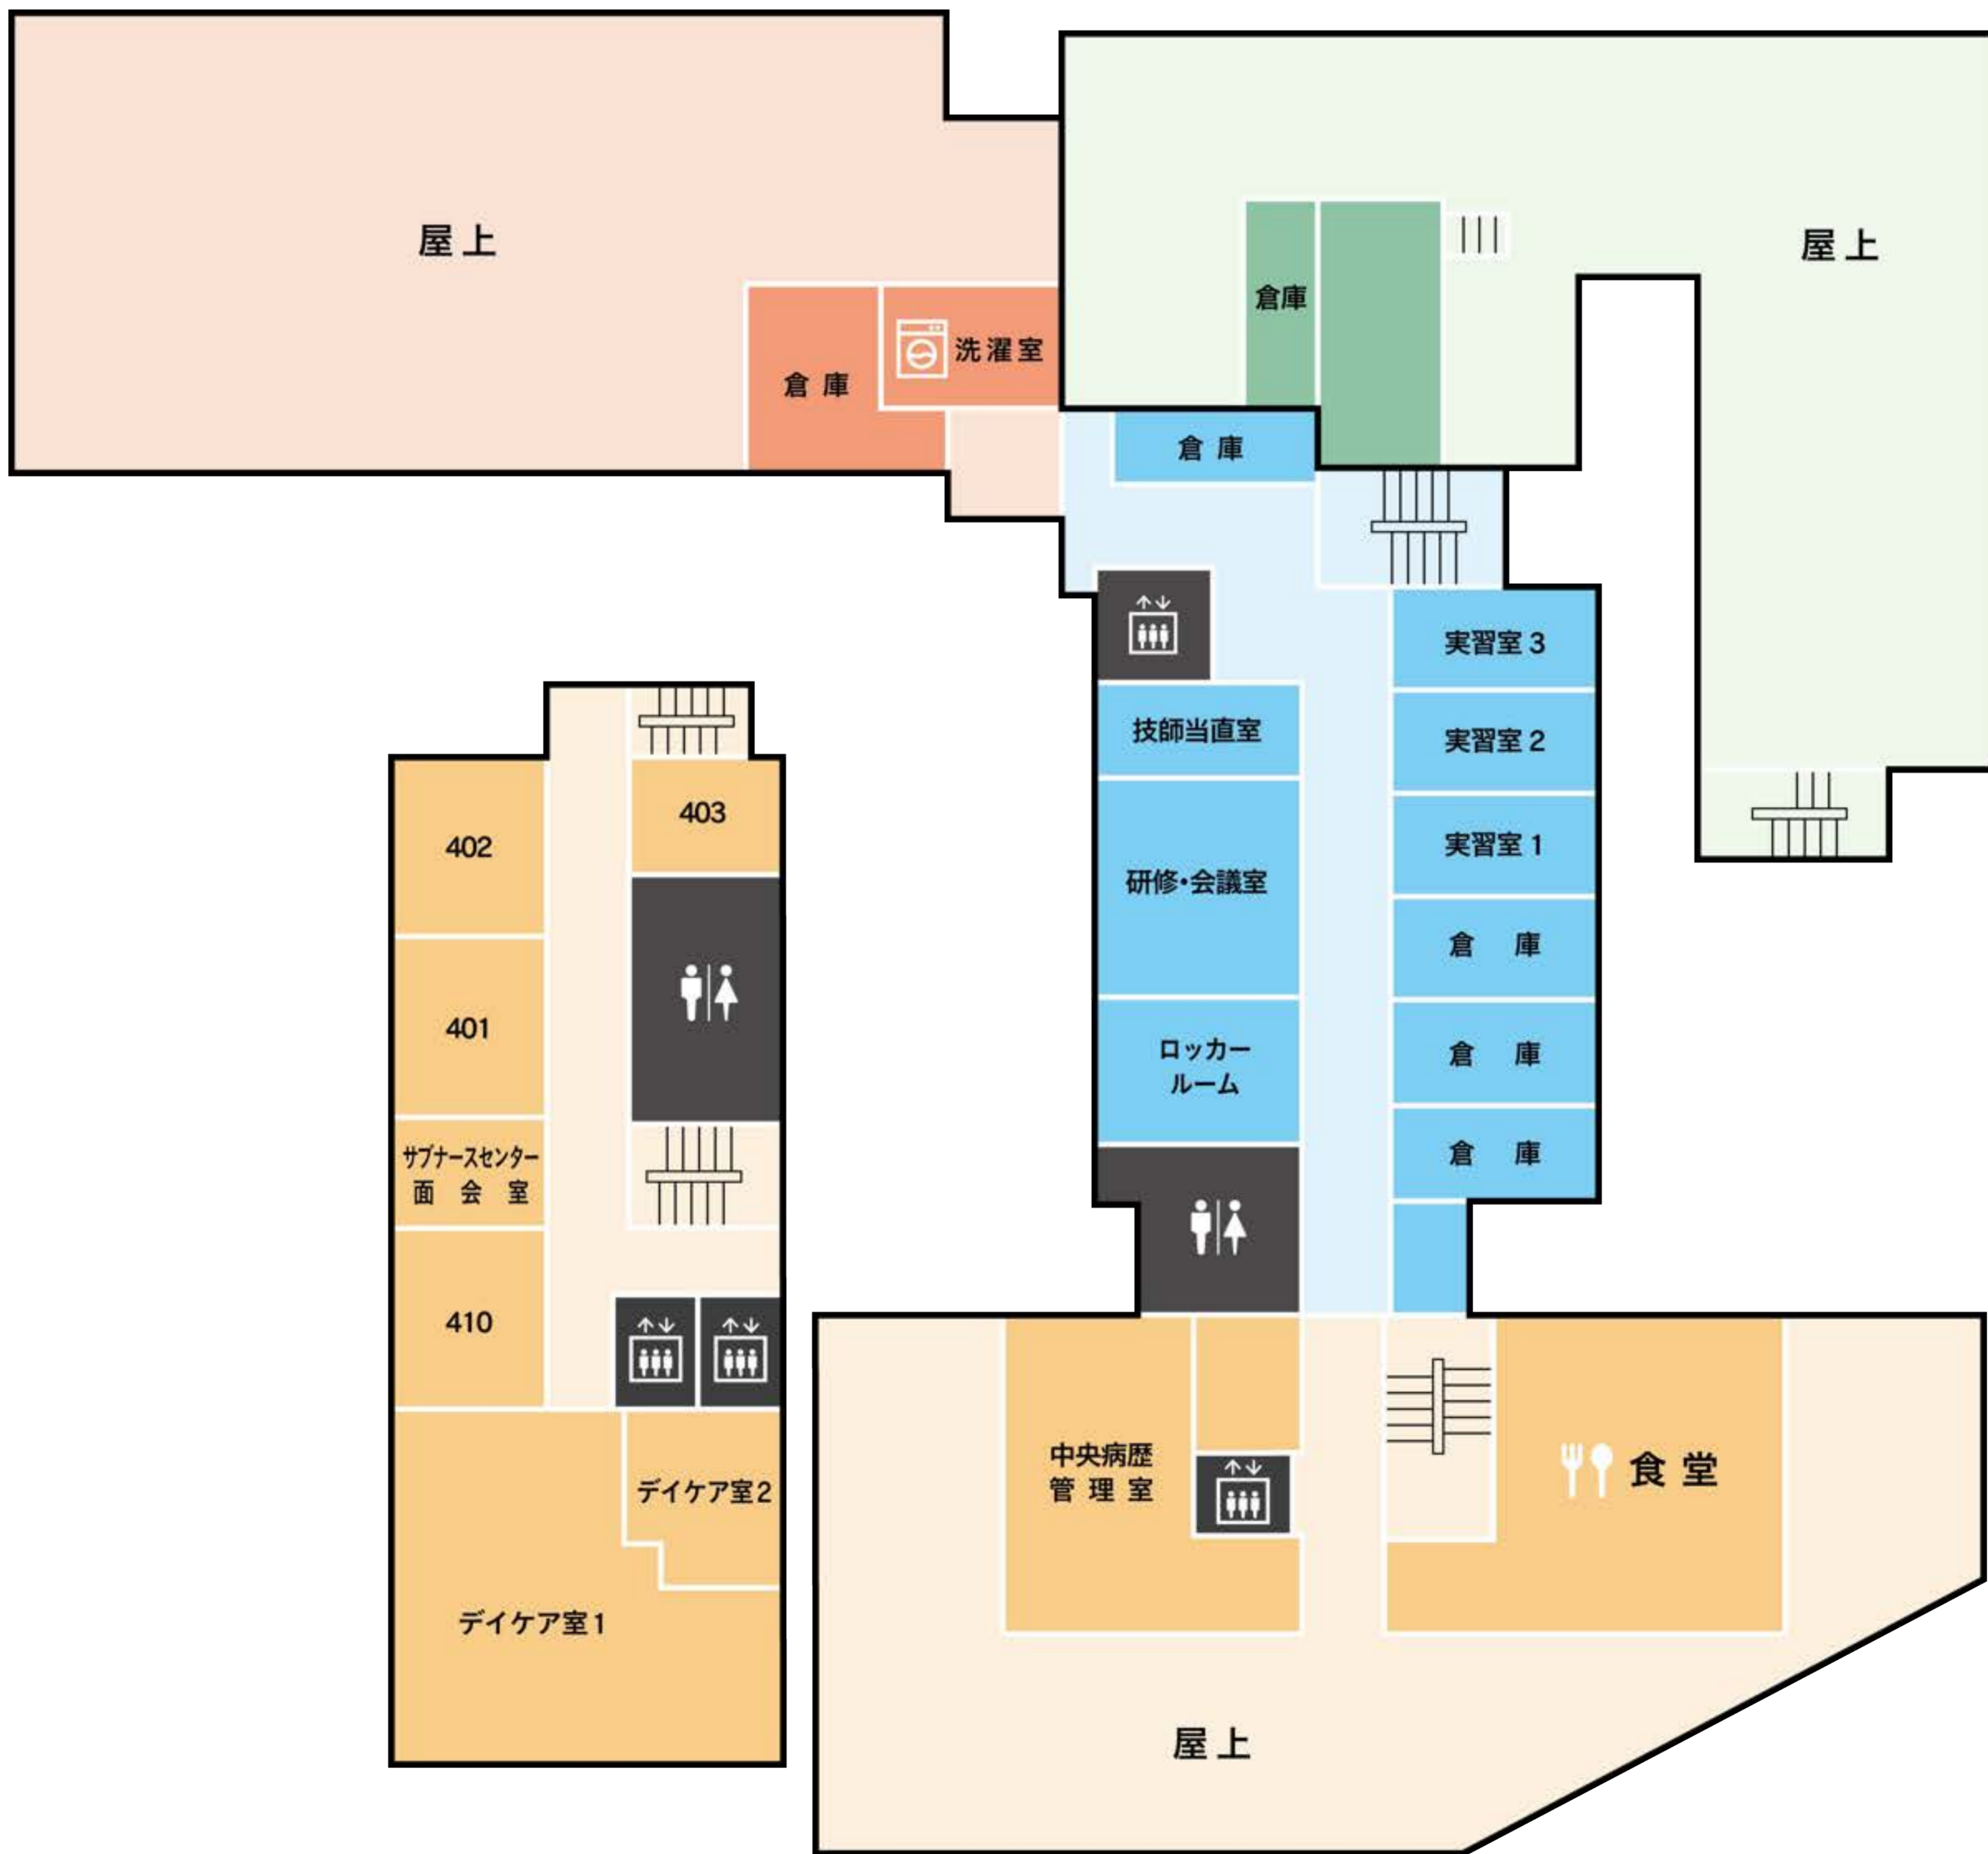 屋上
屋上
倉庫
洗濯室
倉庫
倉庫
実習室3
技師当直室
実習室2
403
402
実習室1
研修・会議室
倉庫
401
ロッカー
ルーム
倉庫
サブナースセンター
面会室
倉庫
410
中央病歴
管理室
食堂
デイケア室2
デイケア室1
屋上